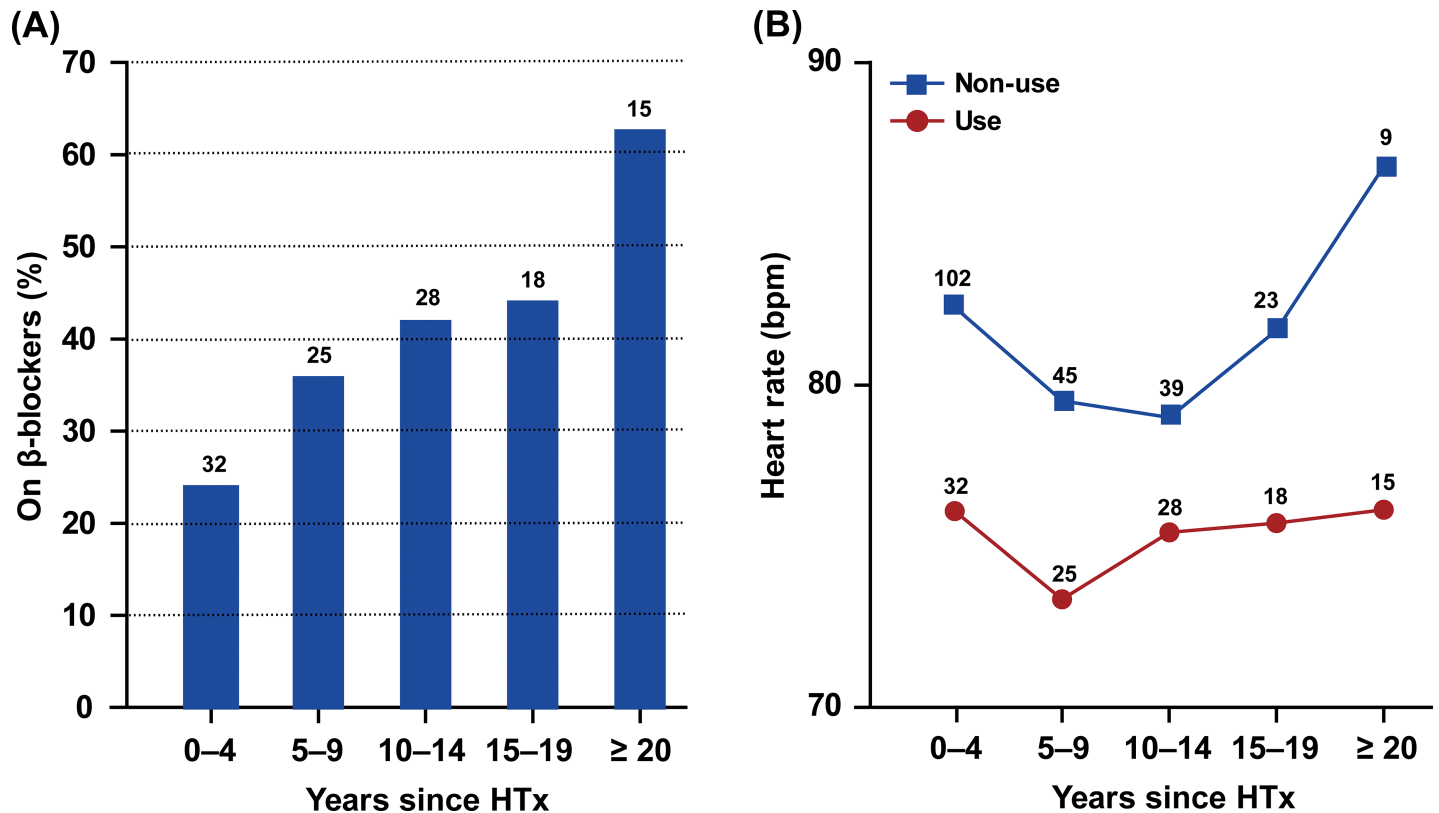 (A)
On β-blockers (%)
70
60
50
40
30
20
10
0
32
25
28
18
15
0–4 5–9 10–14 15–19 ≥ 20
Years since HTx
(B)
Heart rate (bpm)
90
80
70
Non-use
Use
102
45
39
23
9
32
25
28
18
15
0–4 5–9 10–14 15–19 ≥ 20
Years since HTx